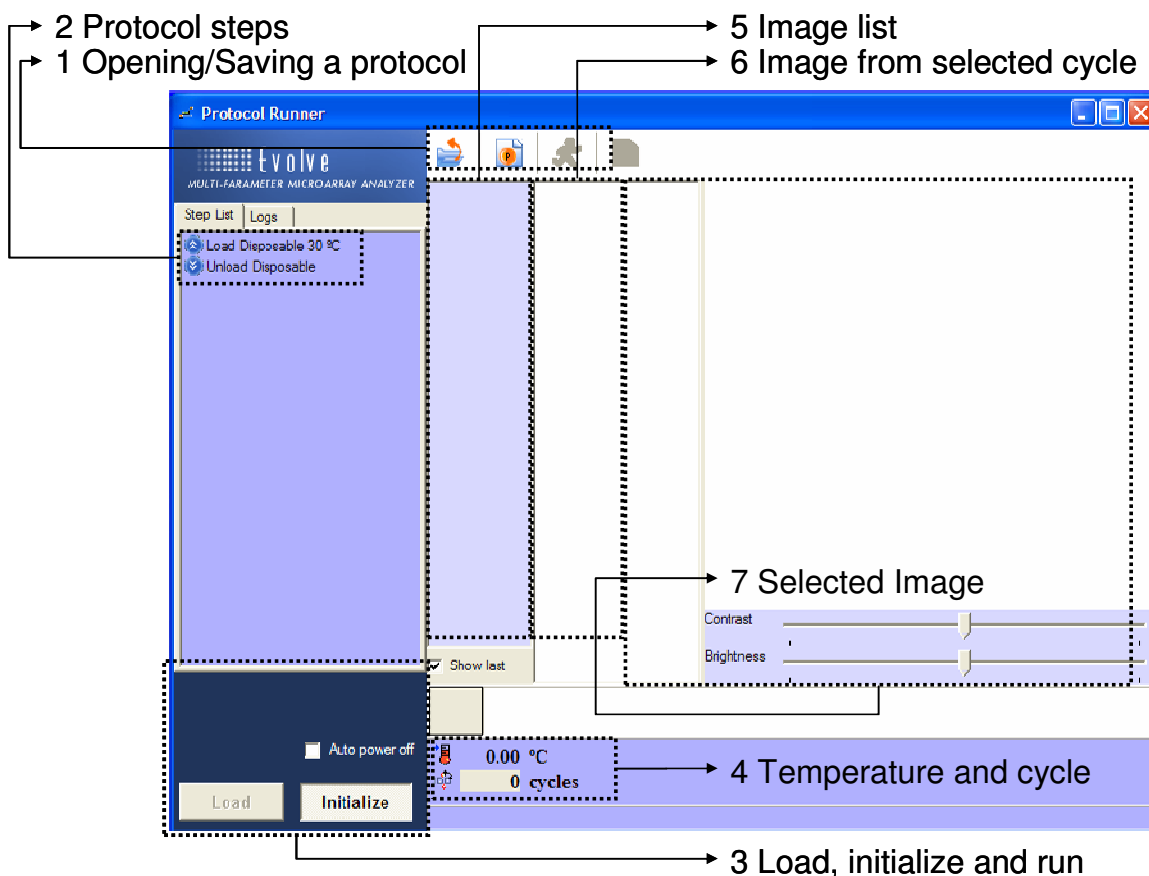 2 Protocol steps
1 Opening/Saving a protocol
5 Image list
6 Image from selected cycle
Protocol Runner
Evolve
MULTI-PARAMETER MICROARRAY ANALYZER
P
Step List
Logs
Load Disposable 30 ºC
Unload Disposable
7 Selected Image
Contrast
Brightness
Show last
Auto power off
0.00 °C
0 cycles
4 Temperature and cycle
Load
Initialize
3 Load, initialize and run